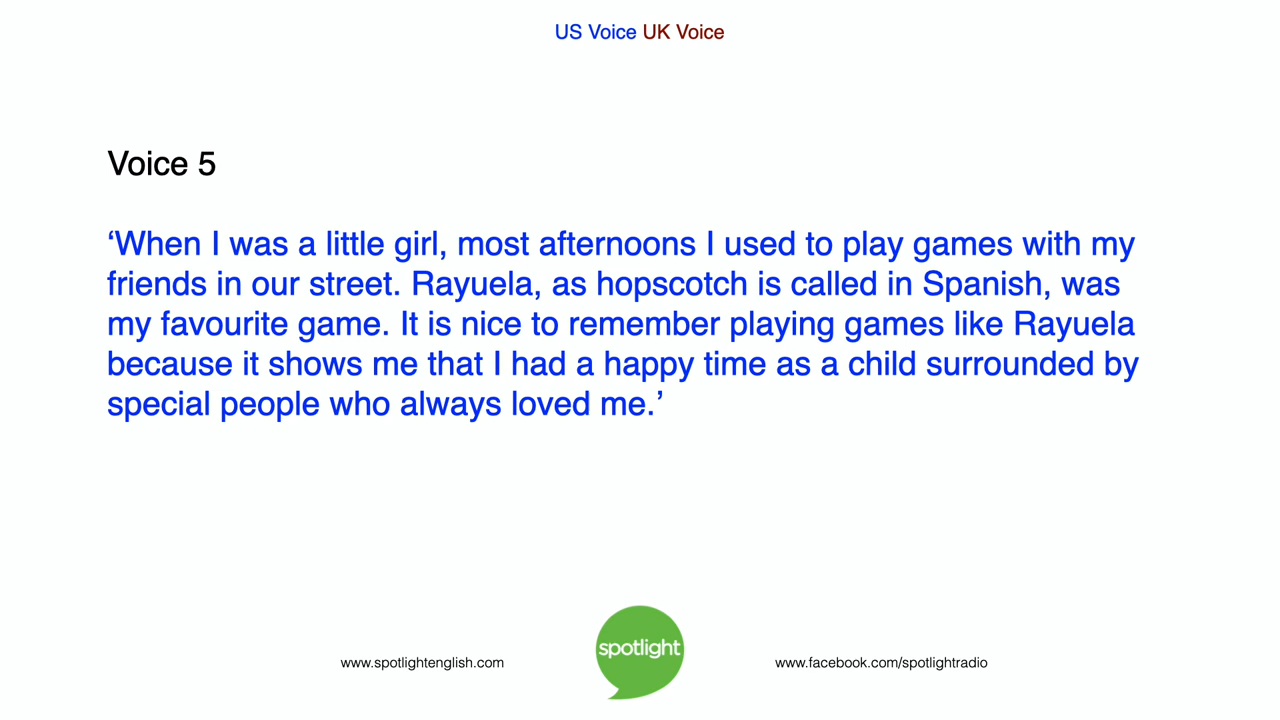 US Voice UK Voice
Voice 5
‘When I was a little girl, most afternoons I used to play games with my
friends in our street. Rayuela, as hopscotch is called in Spanish, was
my favourite game. It is nice to remember playing games like Rayuela
because it shows me that I had a happy time as a child surrounded by
special people who always loved me.’
spotlight
www.spotlightenglish.com
www.facebook.com/spotlightradio